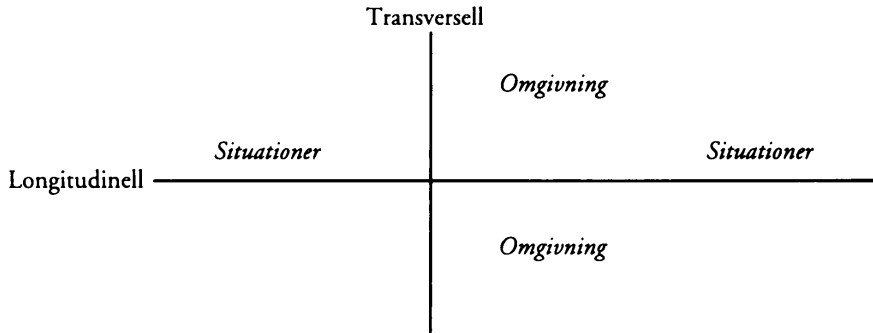 Transversell
Omgivning
Situationer Situationer
Longitudinell
Omgivning